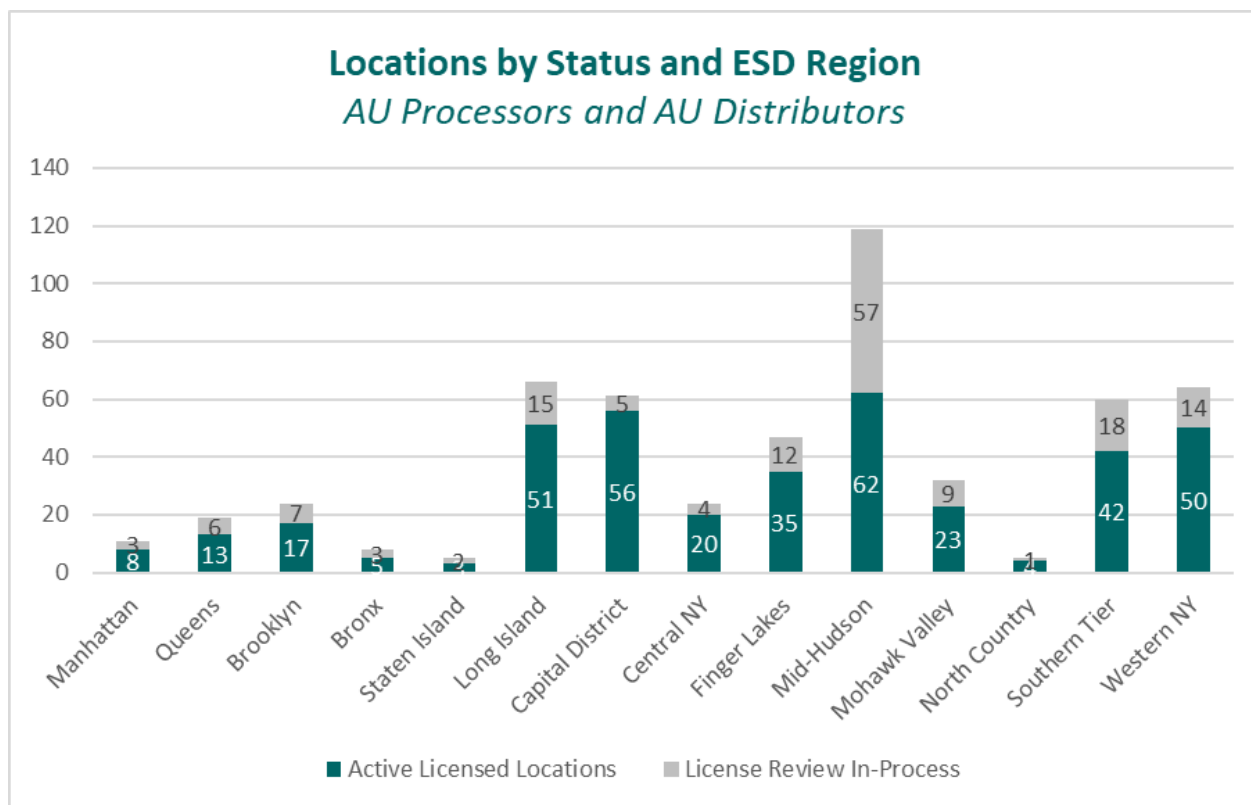 Locations by Status and ESD Region
AU Processors and AU Distributors
140
120
100
80
60
40
20
0
3
8
6
13
7
17
3
5
2
15
51
5
56
4
20
12
35
57
62
9
23
1
18
42
14
50
Manhattan
Queens
Brooklyn
Bronx
Staten Island
Long Island
Capital District
Central NY
Finger Lakes
Mid-Hudson
Mohawk Valley
North Country
Southern Tier
Western NY
Active Licensed Locations License Review In-Process